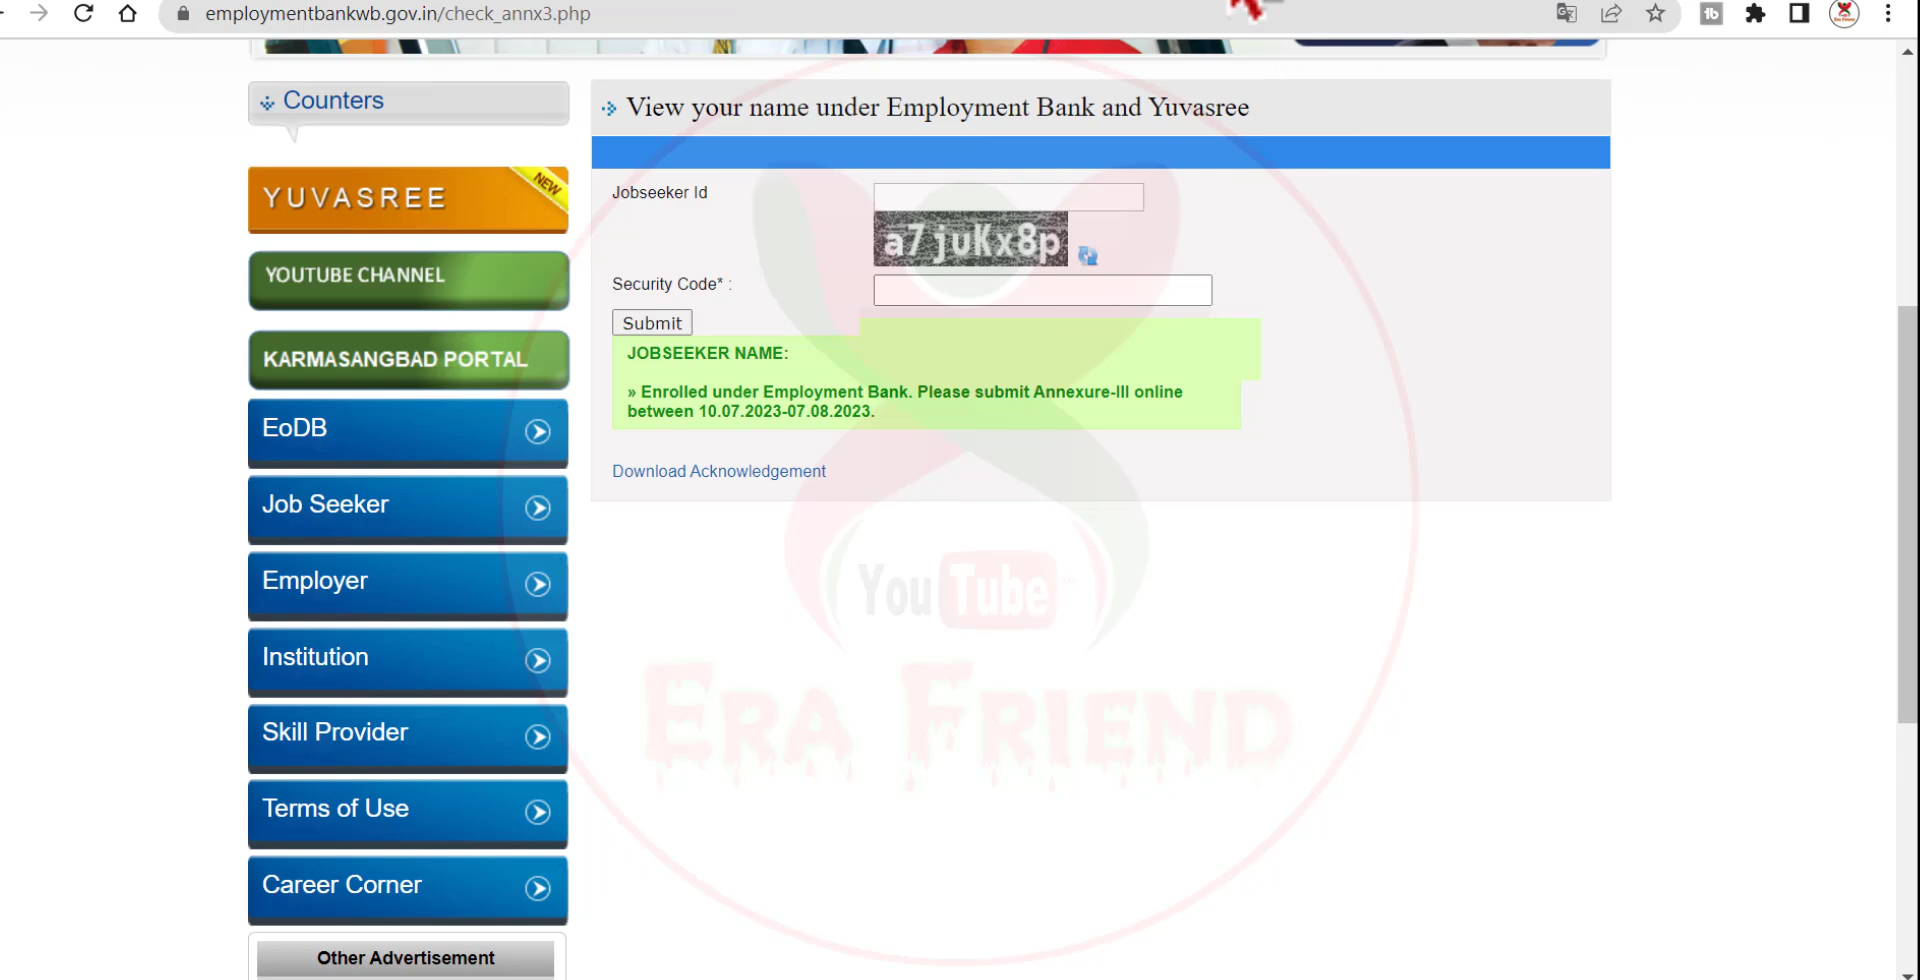 employmentbankwb.gov.in/check_annx3.php
Counters
YUVASREE
NEW
YOUTUBE CHANNEL
KARMASANGBAD PORTAL
EoDB
Job Seeker
Employer
Institution
Skill Provider
Terms of Use
Career Corner
Other Advertisement
View your name under Employment Bank and Yuvasree
Jobseeker Id
a7juKx8p
Security Code* :
Submit
JOBSEEKER NAME:
» Enrolled under Employment Bank. Please submit Annexure-III online
between 10.07.2023-07.08.2023.
Download Acknowledgement
YouTube
ERA FRIEND